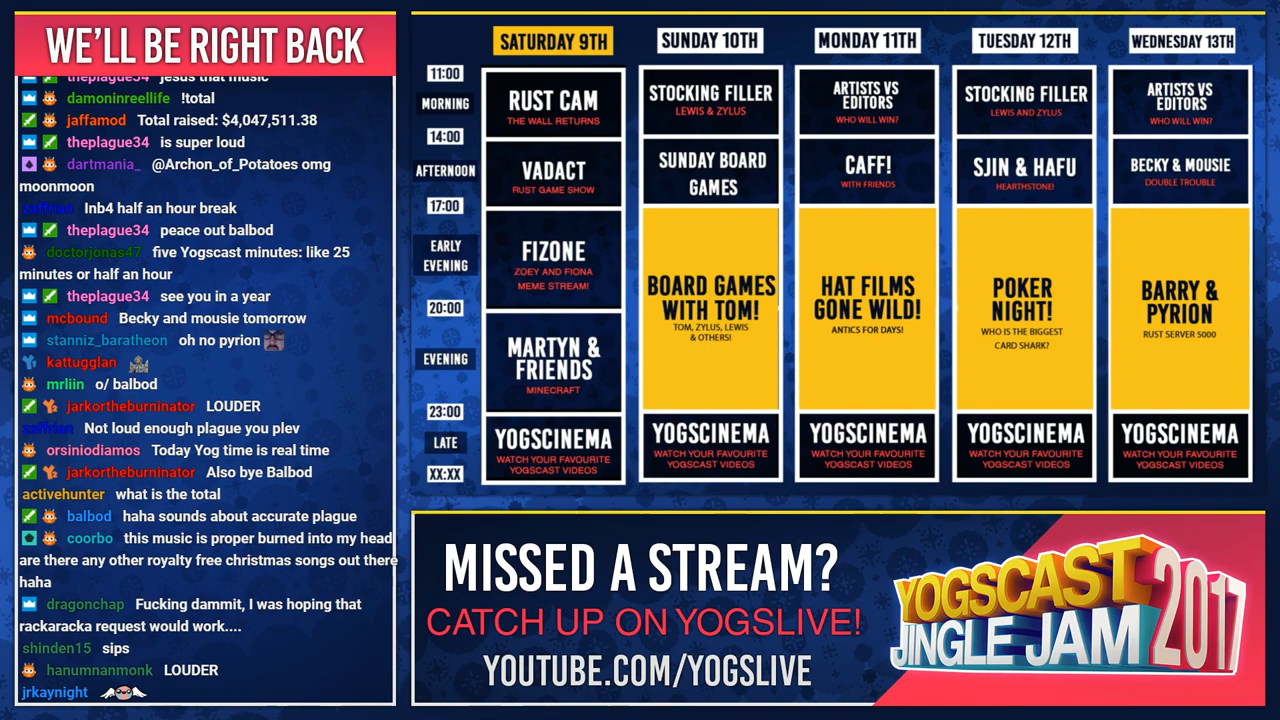 WE'LL BE RIGHT BACK
theplague34 jesus that music
damoninreellife !total
jaffamod Total raised: $4,047,511.38
theplague34 is super loud
dartmania_ @Archon_of_Potatoes omg
moonmoon
zaffrian Inb4 half an hour break
theplague34 peace out balbod
doctorjonas47 five Yogscast minutes: like 25
minutes or half an hour
theplague34 see you in a year
mcbound Becky and mousie tomorrow
stanniz_baratheon oh no pyrion
kattugglan
mrliin o/ balbod
jarkortheburninator LOUDER
zaffrian Not loud enough plague you plev
orsiniodiamos Today Yog time is real time
jarkortheburninator Also bye Balbod
activehunter what is the total
balbod haha sounds about accurate plague
coorbo this music is proper burned into my head
are there any other royalty free christmas songs out there
haha
dragonchap Fucking dammit, I was hoping that
rackaracka request would work....
shinden15 sips
hanumnanmonk LOUDER
jrkaynight
SATURDAY 9TH
SUNDAY 10TH
MONDAY 11TH
TUESDAY 12TH
WEDNESDAY 13TH
11:00
MORNING
14:00
AFTERNOON
17:00
EARLY
EVENING
20:00
EVENING
23:00
LATE
XX:XX
RUST CAM
THE WALL RETURNS
VADACT
RUST GAME SHOW
FIZONE
ZOEY AND FIONA
MEME STREAM!
MARTYN &
FRIENDS
MINECRAFT
YOGSCINEMA
WATCH YOUR FAVOURITE
YOGSCAST VIDEOS
STOCKING FILLER
LEWIS & ZYLUS
SUNDAY BOARD
GAMES
BOARD GAMES
WITH TOM!
TOM, ZYLUS, LEWIS
& OTHERS!
YOGSCINEMA
WATCH YOUR FAVOURITE
YOGSCAST VIDEOS
ARTISTS VS
EDITORS
WHO WILL WIN?
CAFF!
WITH FRIENDS
HAT FILMS
GONE WILD!
ANTICS FOR DAYS!
YOGSCINEMA
WATCH YOUR FAVOURITE
YOGSCAST VIDEOS
STOCKING FILLER
LEWIS AND ZYLUS
SJIN & HAFU
HEARTHSTONE!
POKER
NIGHT!
WHO IS THE BIGGEST
CARD SHARK?
YOGSCINEMA
WATCH YOUR FAVOURITE
YOGSCAST VIDEOS
ARTISTS VS
EDITORS
WHO WILL WIN?
BECKY & MOUSIE
DOUBLE TROUBLE
BARRY &
PYRION
RUST SERVER 5000
YOGSCINEMA
WATCH YOUR FAVOURITE
YOGSCAST VIDEOS
MISSED A STREAM?
CATCH UP ON YOGSLIVE!
YOUTUBE.COM/YOGSLIVE
YOGSCAST
JINGLE JAM 2017